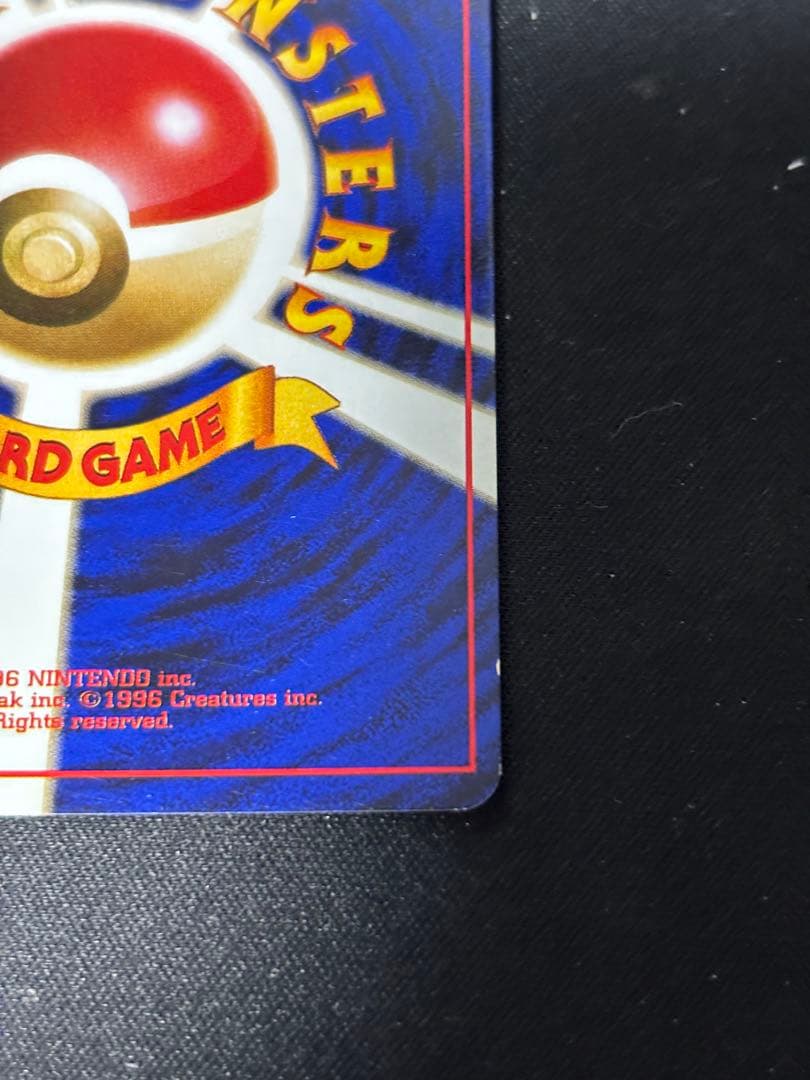 NSTERS
RD GAME
96 NINTENDO inc.
ak inc. ©1996 Creatures inc.
Rights reserved.